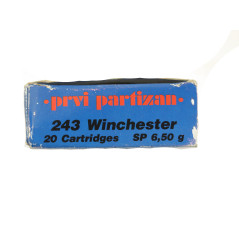 ·prvi partizan·
243 Winchester
20 Cartridges SP 6,50 g